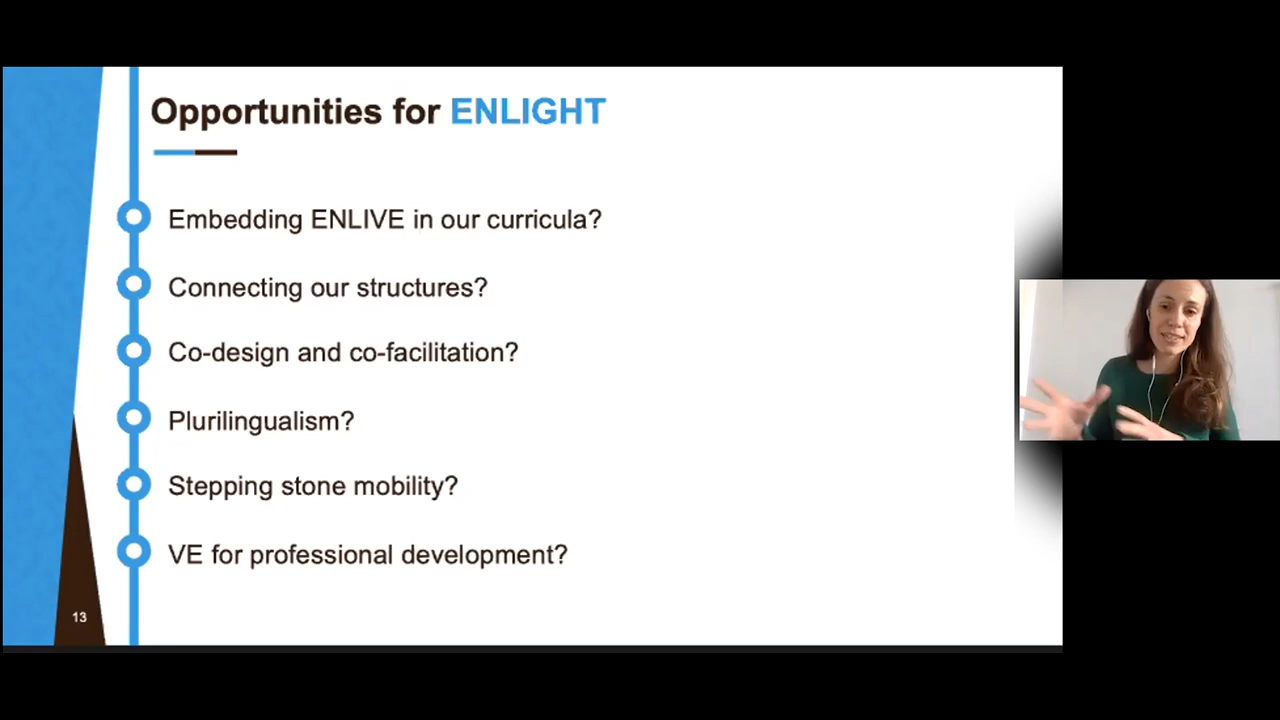 Opportunities for ENLIGHT
Embedding ENLIVE in our curricula?
Connecting our structures?
Co-design and co-facilitation?
Plurilingualism?
Stepping stone mobility?
VE for professional development?
13